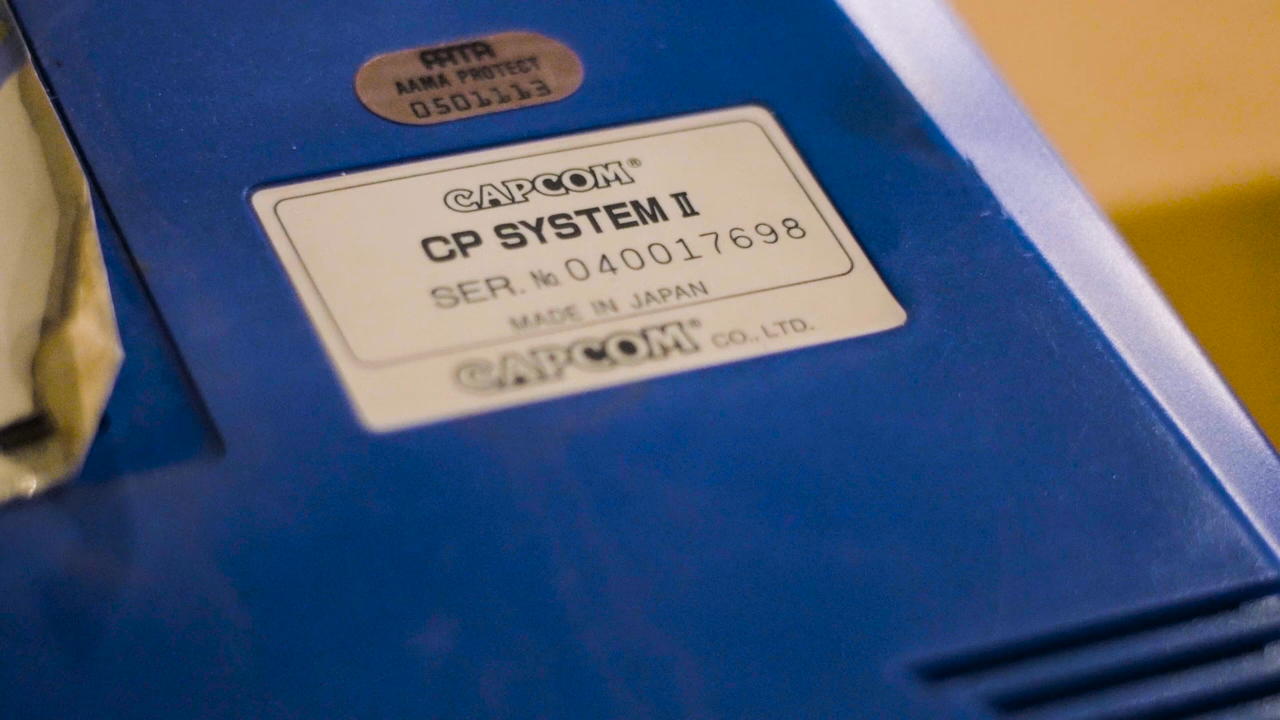 AAMA PROTECT
0501113
CAPCOM®
CP SYSTEM II
SER. № 040017698
MADE IN JAPAN
CAPCOM® CO., LTD.